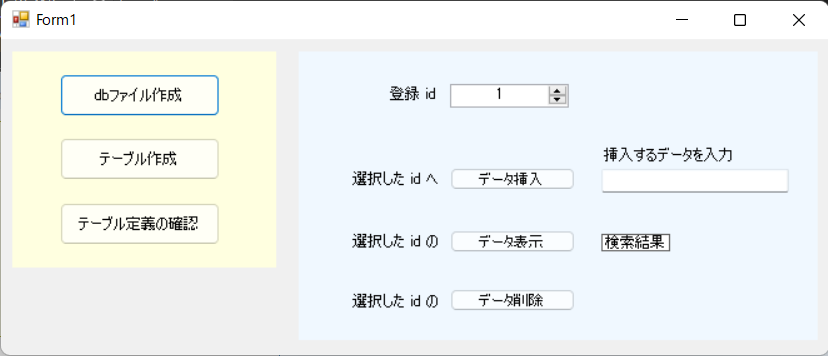 Form1
dbファイル作成
テーブル作成
テーブル定義の確認
登録 id 1
挿入するデータを入力
選択した id へ データ挿入
選択した id の データ表示 検索結果
選択した id の データ削除